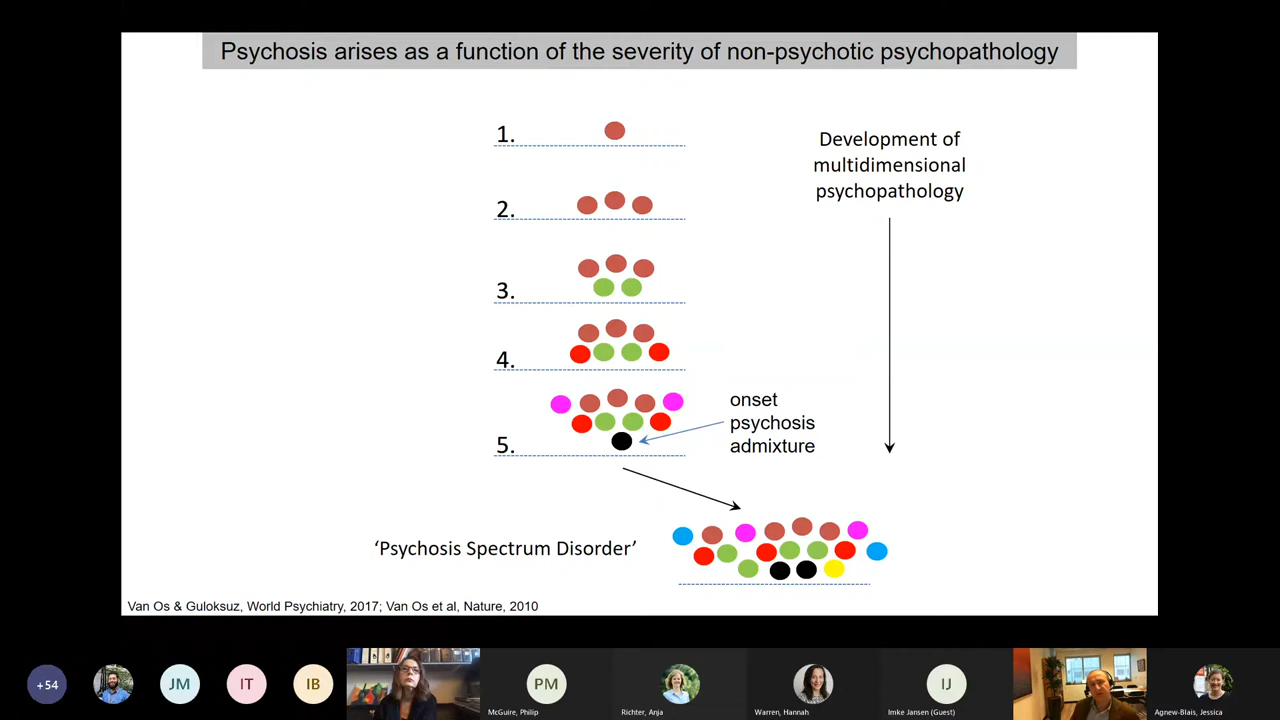 Psychosis arises as a function of the severity of non-psychotic psychopathology
1.
2.
3.
4.
5.
Development of
multidimensional
psychopathology
onset
psychosis
admixture
‘Psychosis Spectrum Disorder’
Van Os & Guloksuz, World Psychiatry, 2017; Van Os et al, Nature, 2010
+54
JM
IT
IB
PM
IJ
McGuire, Philip
Richter, Anja
Warren, Hannah
Imke Jansen (Guest)
Agnew-Blais, Jessica